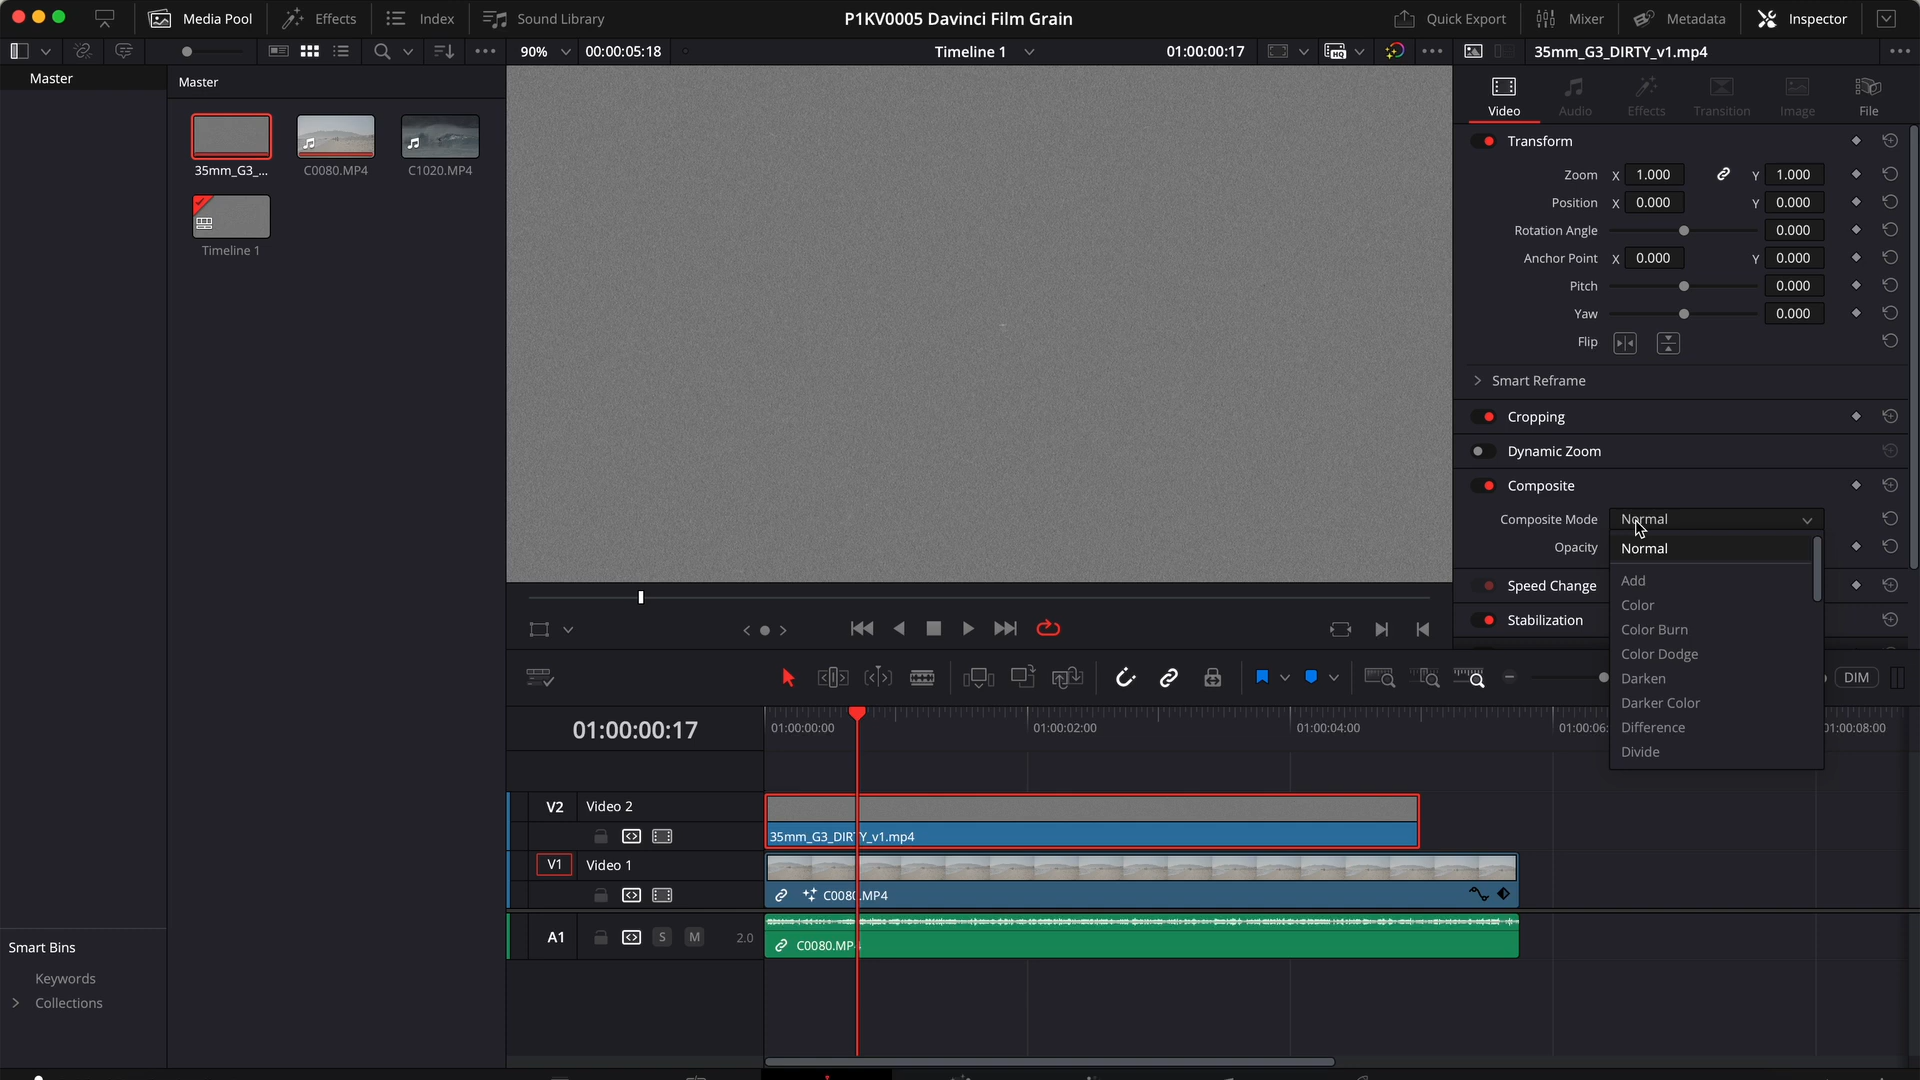 Media Pool
Effects
Index
Sound Library
P1KV0005 Davinci Film Grain
Quick Export
Mixer
Metadata
Inspector
90%
00:00:05:18
Timeline 1
01:00:00:17
35mm_G3_DIRTY_v1.mp4
Master
Master
35mm_G3_...
C0080.MP4
C1020.MP4
Timeline 1
Video
Audio
Effects
Transition
Image
File
Transform
Zoom X 1.000 Y 1.000
Position X 0.000 Y 0.000
Rotation Angle 0.000
Anchor Point X 0.000 Y 0.000
Pitch 0.000
Yaw 0.000
Flip
Smart Reframe
Cropping
Dynamic Zoom
Composite
Composite Mode Normal
Opacity
Normal
Add
Color
Color Burn
Color Dodge
Darken
Darker Color
Difference
Divide
Speed Change
Stabilization
DIM
01:00:00:17
01:00:00:00
01:00:02:00
01:00:04:00
01:00:06:
01:00:08:00
V2 Video 2
35mm_G3_DIRTY_v1.mp4
V1 Video 1
C0080.MP4
A1 S M 2.0
C0080.MP4
Smart Bins
Keywords
Collections